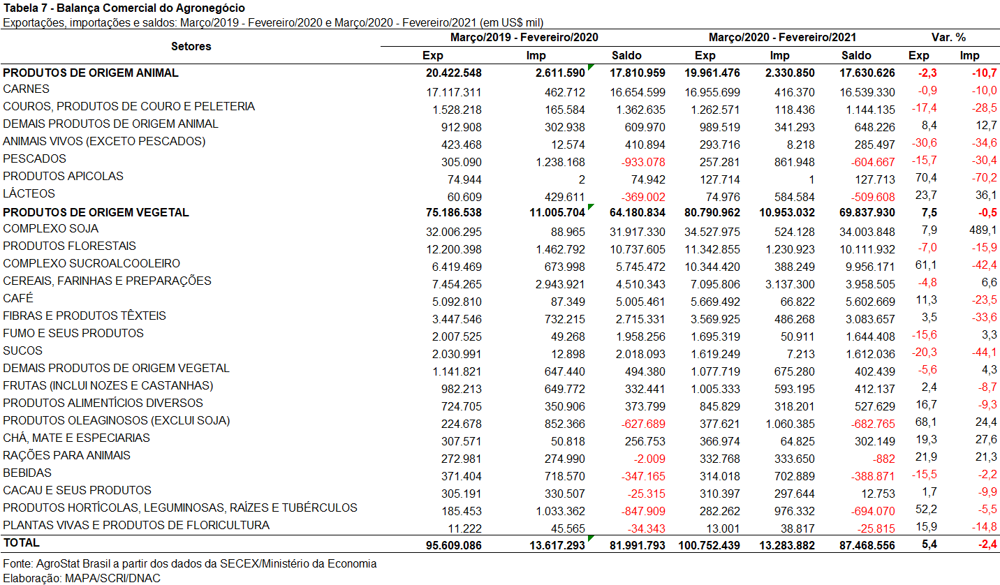 Tabela 7 - Balança Comercial do Agronegócio
Exportações, importações e saldos: Março/2019 - Fevereiro/2020 e Março/2020 - Fevereiro/2021 (em US$ mil)
Setores Março/2019 - Fevereiro/2020 Março/2020 - Fevereiro/2021 Var. %
Exp Imp Saldo Exp Imp Saldo Exp Imp
PRODUTOS DE ORIGEM ANIMAL 20.422.548 2.611.590 17.810.959 19.961.476 2.330.850 17.630.626 -2,3 -10,7
CARNES 17.117.311 462.712 16.654.599 16.955.699 416.370 16.539.330 -0,9 -10,0
COUROS, PRODUTOS DE COURO E PELETERIA 1.528.218 165.584 1.362.635 1.262.571 118.436 1.144.135 -17,4 -28,5
DEMAIS PRODUTOS DE ORIGEM ANIMAL 912.908 302.938 609.970 989.519 341.293 648.226 8,4 12,7
ANIMAIS VIVOS (EXCETO PESCADOS) 423.468 12.574 410.894 293.716 8.218 285.497 -30,6 -34,6
PESCADOS 305.090 1.238.168 -933.078 257.281 861.948 -604.667 -15,7 -30,4
PRODUTOS APICOLAS 74.944 2 74.942 127.714 1 127.713 70,4 -70,2
LÁCTEOS 60.609 429.611 -369.002 74.976 584.584 -509.608 23,7 36,1
PRODUTOS DE ORIGEM VEGETAL 75.186.538 11.005.704 64.180.834 80.790.962 10.953.032 69.837.930 7,5 -0,5
COMPLEXO SOJA 32.006.295 88.965 31.917.330 34.527.975 524.128 34.003.848 7,9 489,1
PRODUTOS FLORESTAIS 12.200.398 1.462.792 10.737.605 11.342.855 1.230.923 10.111.932 -7,0 -15,9
COMPLEXO SUCROALCOOLEIRO 6.419.469 673.998 5.745.472 10.344.420 388.249 9.956.171 61,1 -42,4
CEREAIS, FARINHAS E PREPARAÇÕES 7.454.265 2.943.921 4.510.343 7.095.806 3.137.300 3.958.505 -4,8 6,6
CAFÉ 5.092.810 87.349 5.005.461 5.669.492 66.822 5.602.669 11,3 -23,5
FIBRAS E PRODUTOS TÊXTEIS 3.447.546 732.215 2.715.331 3.569.925 486.268 3.083.657 3,5 -33,6
FUMO E SEUS PRODUTOS 2.007.525 49.268 1.958.256 1.695.319 50.911 1.644.408 -15,6 3,3
SUCOS 2.030.991 12.898 2.018.093 1.619.249 7.213 1.612.036 -20,3 -44,1
DEMAIS PRODUTOS DE ORIGEM VEGETAL 1.141.821 647.440 494.380 1.077.719 675.280 402.439 -5,6 4,3
FRUTAS (INCLUI NOZES E CASTANHAS) 982.213 649.772 332.441 1.005.333 593.195 412.137 2,4 -8,7
PRODUTOS ALIMENTÍCIOS DIVERSOS 724.705 350.906 373.799 845.829 318.201 527.629 16,7 -9,3
PRODUTOS OLEAGINOSOS (EXCLUI SOJA) 224.678 852.366 -627.689 377.621 1.060.385 -682.765 68,1 24,4
CHÁ, MATE E ESPECIARIAS 307.571 50.818 256.753 366.974 64.825 302.149 19,3 27,6
RAÇÕES PARA ANIMAIS 272.981 274.990 -2.009 332.768 333.650 -882 21,9 21,3
BEBIDAS 371.404 718.570 -347.165 314.018 702.889 -388.871 -15,5 -2,2
CACAU E SEUS PRODUTOS 305.191 330.507 -25.315 310.397 297.644 12.753 1,7 -9,9
PRODUTOS HORTÍCOLAS, LEGUMINOSAS, RAÍZES E TUBÉRCULOS 185.453 1.033.362 -847.909 282.262 976.332 -694.070 52,2 -5,5
PLANTAS VIVAS E PRODUTOS DE FLORICULTURA 11.222 45.565 -34.343 13.001 38.817 -25.815 15,9 -14,8
TOTAL 95.609.086 13.617.293 81.991.793 100.752.439 13.283.882 87.468.556 5,4 -2,4
Fonte: AgroStat Brasil a partir dos dados da SECEX/Ministério da Economia
Elaboração: MAPA/SCRI/DNAC